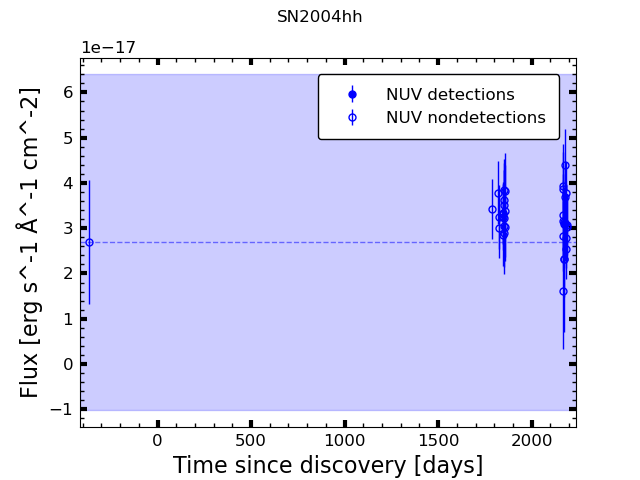 SN2004hh
1e−17
NUV detections
NUV nondetections
6
5
4
3
2
1
0
−1
Flux [erg s^-1 Å^-1 cm^-2]
0 500 1000 1500 2000
Time since discovery [days]